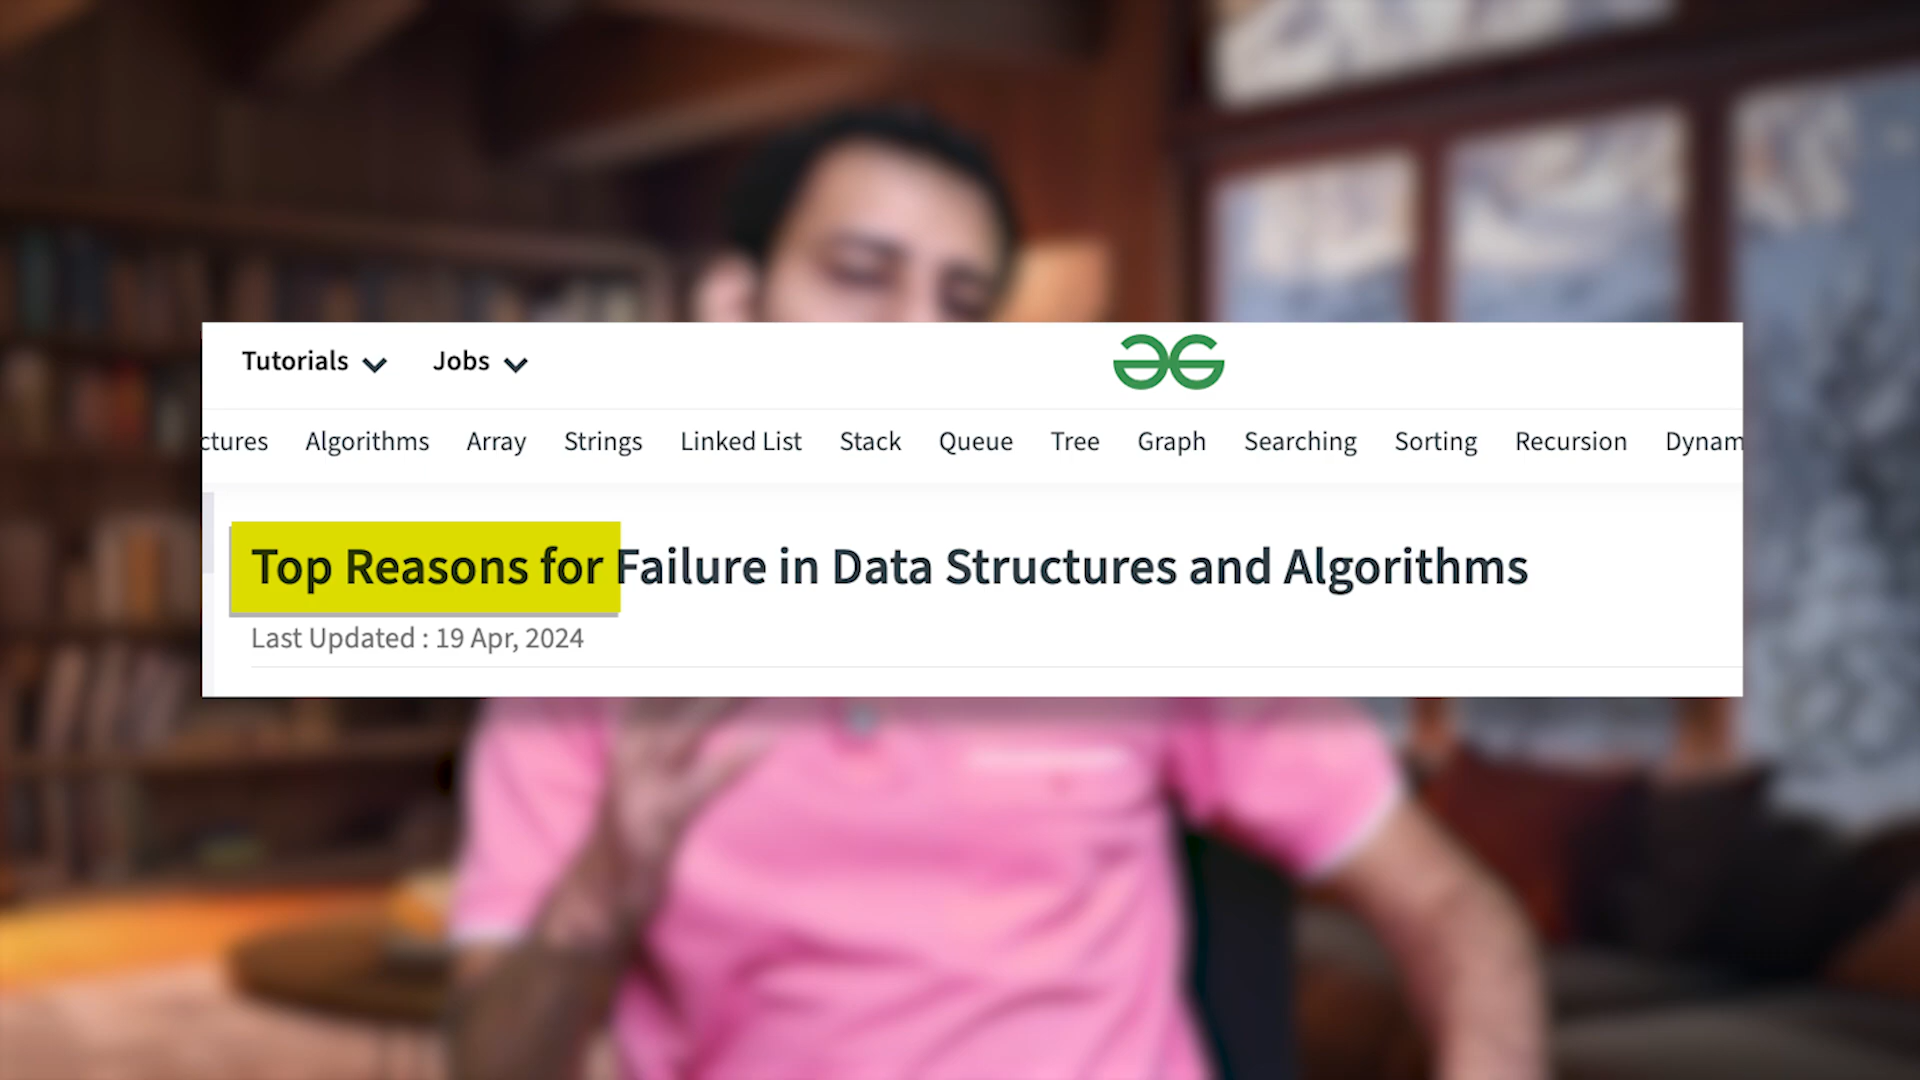 Tutorials Jobs
ctures Algorithms Array Strings Linked List Stack Queue Tree Graph Searching Sorting Recursion Dynam
Top Reasons for Failure in Data Structures and Algorithms
Last Updated : 19 Apr, 2024